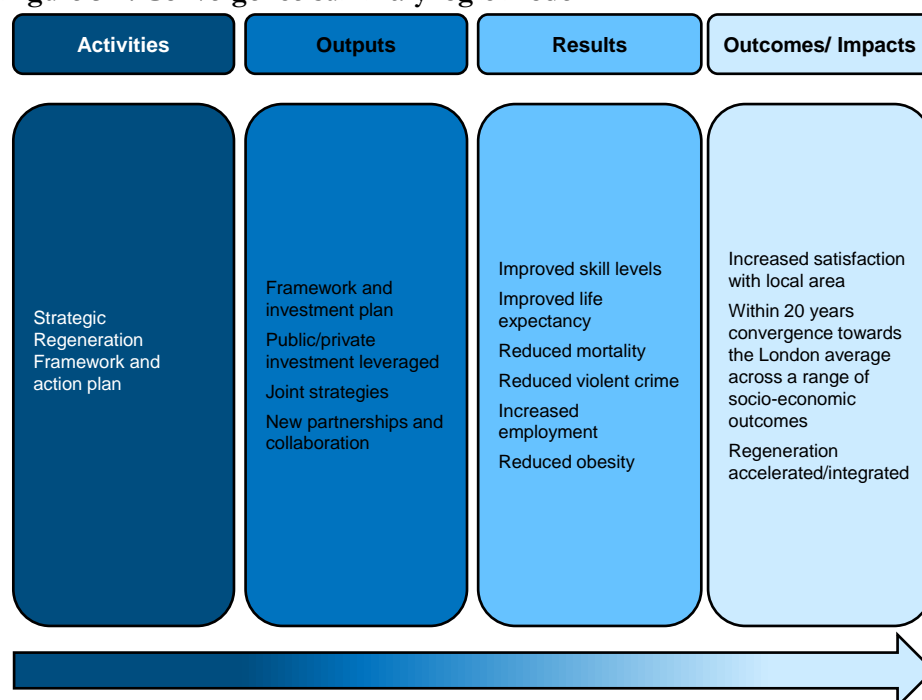 Activities
Outputs
Results
Outcomes/ Impacts
Strategic
Regeneration
Framework and
action plan
Framework and
investment plan
Public/private
investment leveraged
Joint strategies
New partnerships and
collaboration
Improved skill levels
Improved life
expectancy
Reduced mortality
Reduced violent crime
Increased
employment
Reduced obesity
Increased satisfaction
with local area
Within 20 years
convergence towards
the London average
across a range of
socio-economic
outcomes
Regeneration
accelerated/integrated